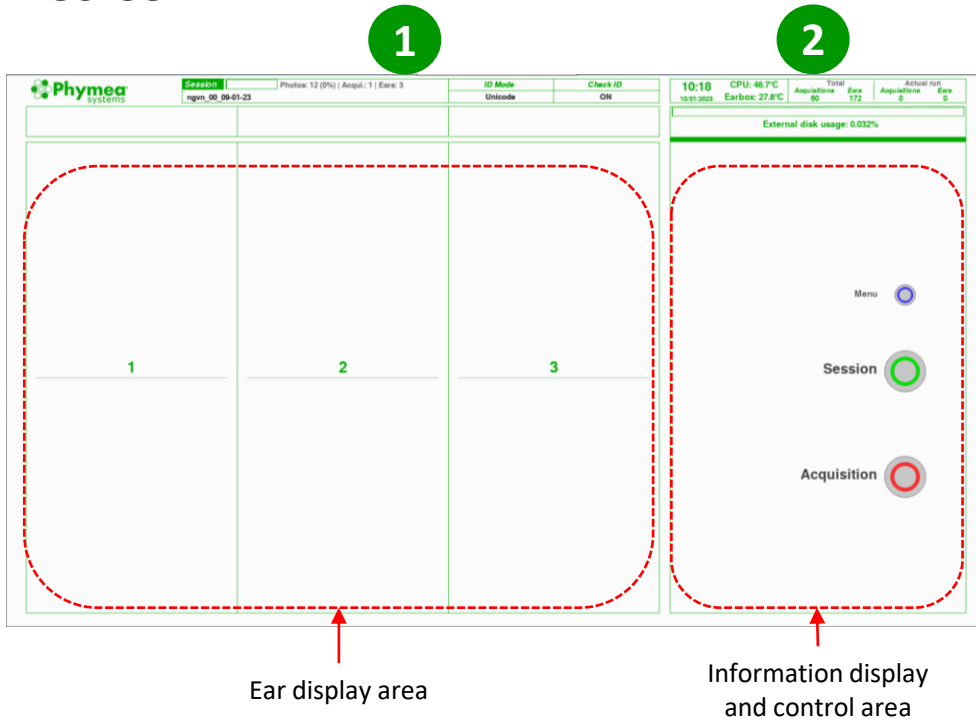 1
2
Phymea
systems
Session
Photos: 12 (0%) | Acqui.: 1 | Ears: 3
ngvn_00_09-01-23
ID Mode
Unicode
Check ID
ON
10:18
10/01/2023
CPU: 46.7°C
Earbox: 27.8°C
Total
Acquisitions Ears
60 172
Actual run
Acquisitions Ears
0 0
External disk usage: 0.032%
1
2
3
Menu
Session
Acquisition
Ear display area
Information display
and control area